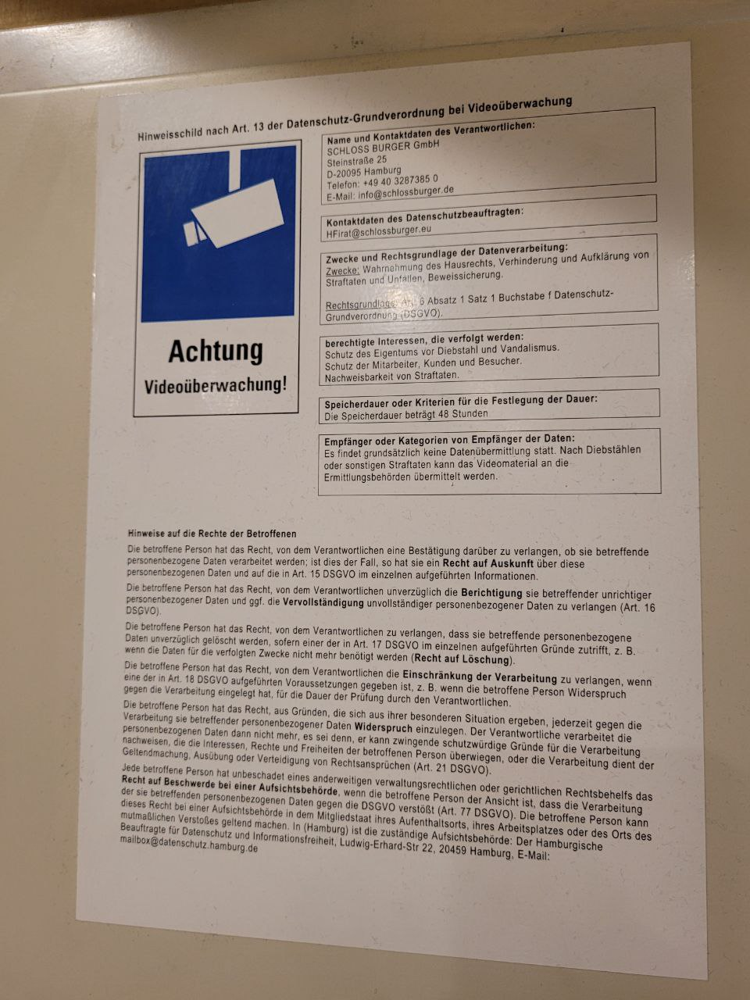 Hinweisschild nach Art. 13 der Datenschutz-Grundverordnung bei Videoüberwachung
Achtung
Videoüberwachung!
Name und Kontaktdaten des Verantwortlichen:
SCHLOSS BURGER GmbH
Steinstraße 25
D-20095 Hamburg
Telefon: +49 40 3287385 0
E-Mail: info@schlossburger.de
Kontaktdaten des Datenschutzbeauftragten:
HFirat@schlossburger.eu
Zwecke und Rechtsgrundlage der Datenverarbeitung:
Zwecke: Wahrnehmung des Hausrechts, Verhinderung und Aufklärung von
Straftaten und Unfällen, Beweissicherung.
Rechtsgrundlage: Art. 6 Absatz 1 Satz 1 Buchstabe f Datenschutz-
Grundverordnung (DSGVO).
berechtigte Interessen, die verfolgt werden:
Schutz des Eigentums vor Diebstahl und Vandalismus.
Schutz der Mitarbeiter, Kunden und Besucher.
Nachweisbarkeit von Straftaten.
Speicherdauer oder Kriterien für die Festlegung der Dauer:
Die Speicherdauer beträgt 48 Stunden
Empfänger oder Kategorien von Empfänger der Daten:
Es findet grundsätzlich keine Datenübermittlung statt. Nach Diebstählen
oder sonstigen Straftaten kann das Videomaterial an die
Ermittlungsbehörden übermittelt werden.
Hinweise auf die Rechte der Betroffenen
Die betroffene Person hat das Recht, von dem Verantwortlichen eine Bestätigung darüber zu verlangen, ob sie betreffende
personenbezogene Daten verarbeitet werden; ist dies der Fall, so hat sie ein Recht auf Auskunft über diese
personenbezogenen Daten und auf die in Art. 15 DSGVO im einzelnen aufgeführten Informationen.
Die betroffene Person hat das Recht, von dem Verantwortlichen unverzüglich die Berichtigung sie betreffender unrichtiger
personenbezogener Daten und ggf. die Vervollständigung unvollständiger personenbezogener Daten zu verlangen (Art. 16
DSGVO).
Die betroffene Person hat das Recht, von dem Verantwortlichen zu verlangen, dass sie betreffende personenbezogene
Daten unverzüglich gelöscht werden, sofern einer der in Art. 17 DSGVO im einzelnen aufgeführten Gründe zutrifft, z. B.
wenn die Daten für die verfolgten Zwecke nicht mehr benötigt werden (Recht auf Löschung).
Die betroffene Person hat das Recht, von dem Verantwortlichen die Einschränkung der Verarbeitung zu verlangen, wenn
eine der in Art. 18 DSGVO aufgeführten Voraussetzungen gegeben ist, z. B. wenn die betroffene Person Widerspruch
gegen die Verarbeitung eingelegt hat, für die Dauer der Prüfung durch den Verantwortlichen.
Die betroffene Person hat das Recht, aus Gründen, die sich aus ihrer besonderen Situation ergeben, jederzeit gegen die
Verarbeitung sie betreffender personenbezogener Daten Widerspruch einzulegen. Der Verantwortliche verarbeitet die
personenbezogenen Daten dann nicht mehr, es sei denn, er kann zwingende schutzwürdige Gründe für die Verarbeitung
nachweisen, die die Interessen, Rechte und Freiheiten der betroffenen Person überwiegen, oder die Verarbeitung dient der
Geltendmachung, Ausübung oder Verteidigung von Rechtsansprüchen (Art. 21 DSGVO).
Jede betroffene Person hat unbeschadet eines anderweitigen verwaltungsrechtlichen oder gerichtlichen Rechtsbehelfs das
Recht auf Beschwerde bei einer Aufsichtsbehörde, wenn die betroffene Person der Ansicht ist, dass die Verarbeitung
der sie betreffenden personenbezogenen Daten gegen die DSGVO verstößt (Art. 77 DSGVO). Die betroffene Person kann
dieses Recht bei einer Aufsichtsbehörde in dem Mitgliedstaat ihres Aufenthaltsorts, ihres Arbeitsplatzes oder des Orts des
mutmaßlichen Verstoßes geltend machen. In (Hamburg) ist die zuständige Aufsichtsbehörde: Der Hamburgische
Beauftragte für Datenschutz und Informationsfreiheit, Ludwig-Erhard-Str 22, 20459 Hamburg, E-Mail:
mailbox@datenschutz.hamburg.de